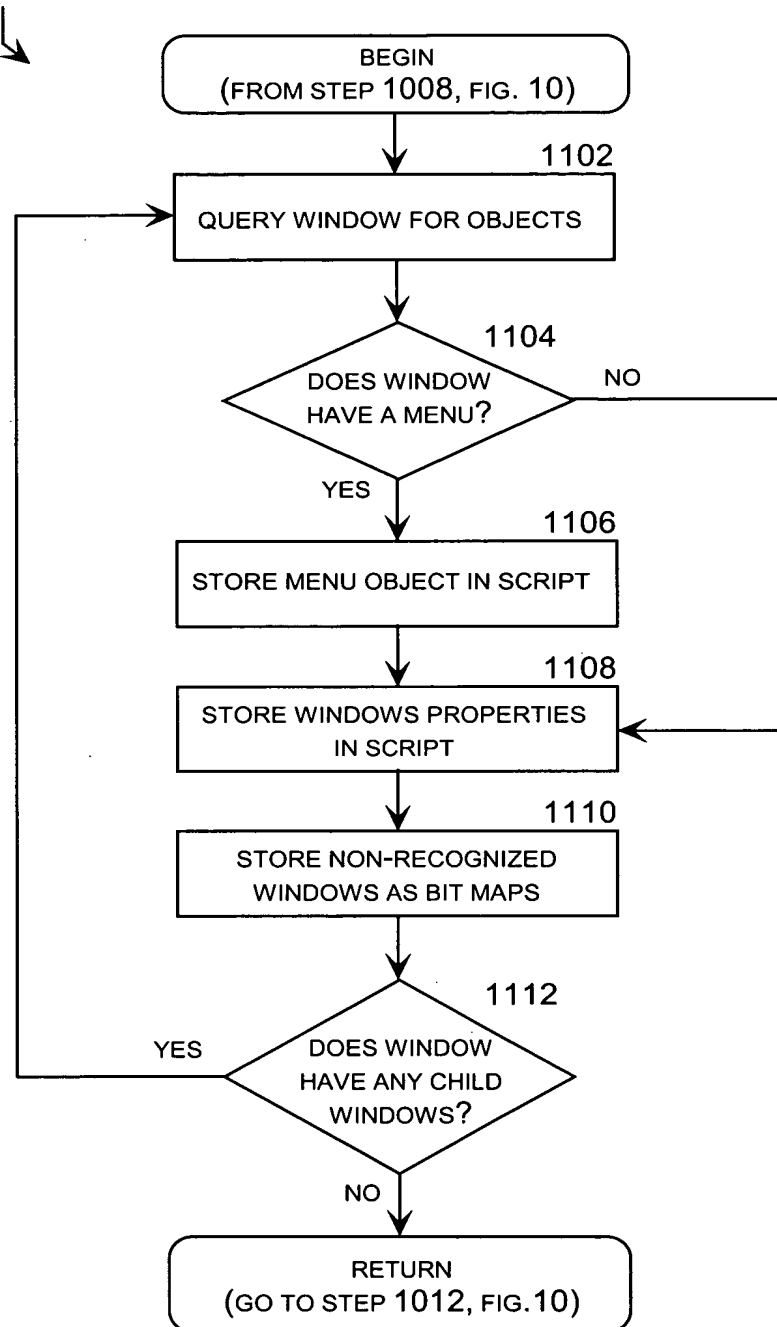 BEGIN
(FROM STEP 1008, FIG. 10)
1102
QUERY WINDOW FOR OBJECTS
1104
DOES WINDOW
HAVE A MENU?
NO
YES
1106
STORE MENU OBJECT IN SCRIPT
1108
STORE WINDOWS PROPERTIES
IN SCRIPT
1110
STORE NON-RECOGNIZED
WINDOWS AS BIT MAPS
1112
YES
DOES WINDOW
HAVE ANY CHILD
WINDOWS?
NO
RETURN
(GO TO STEP 1012, FIG.10)